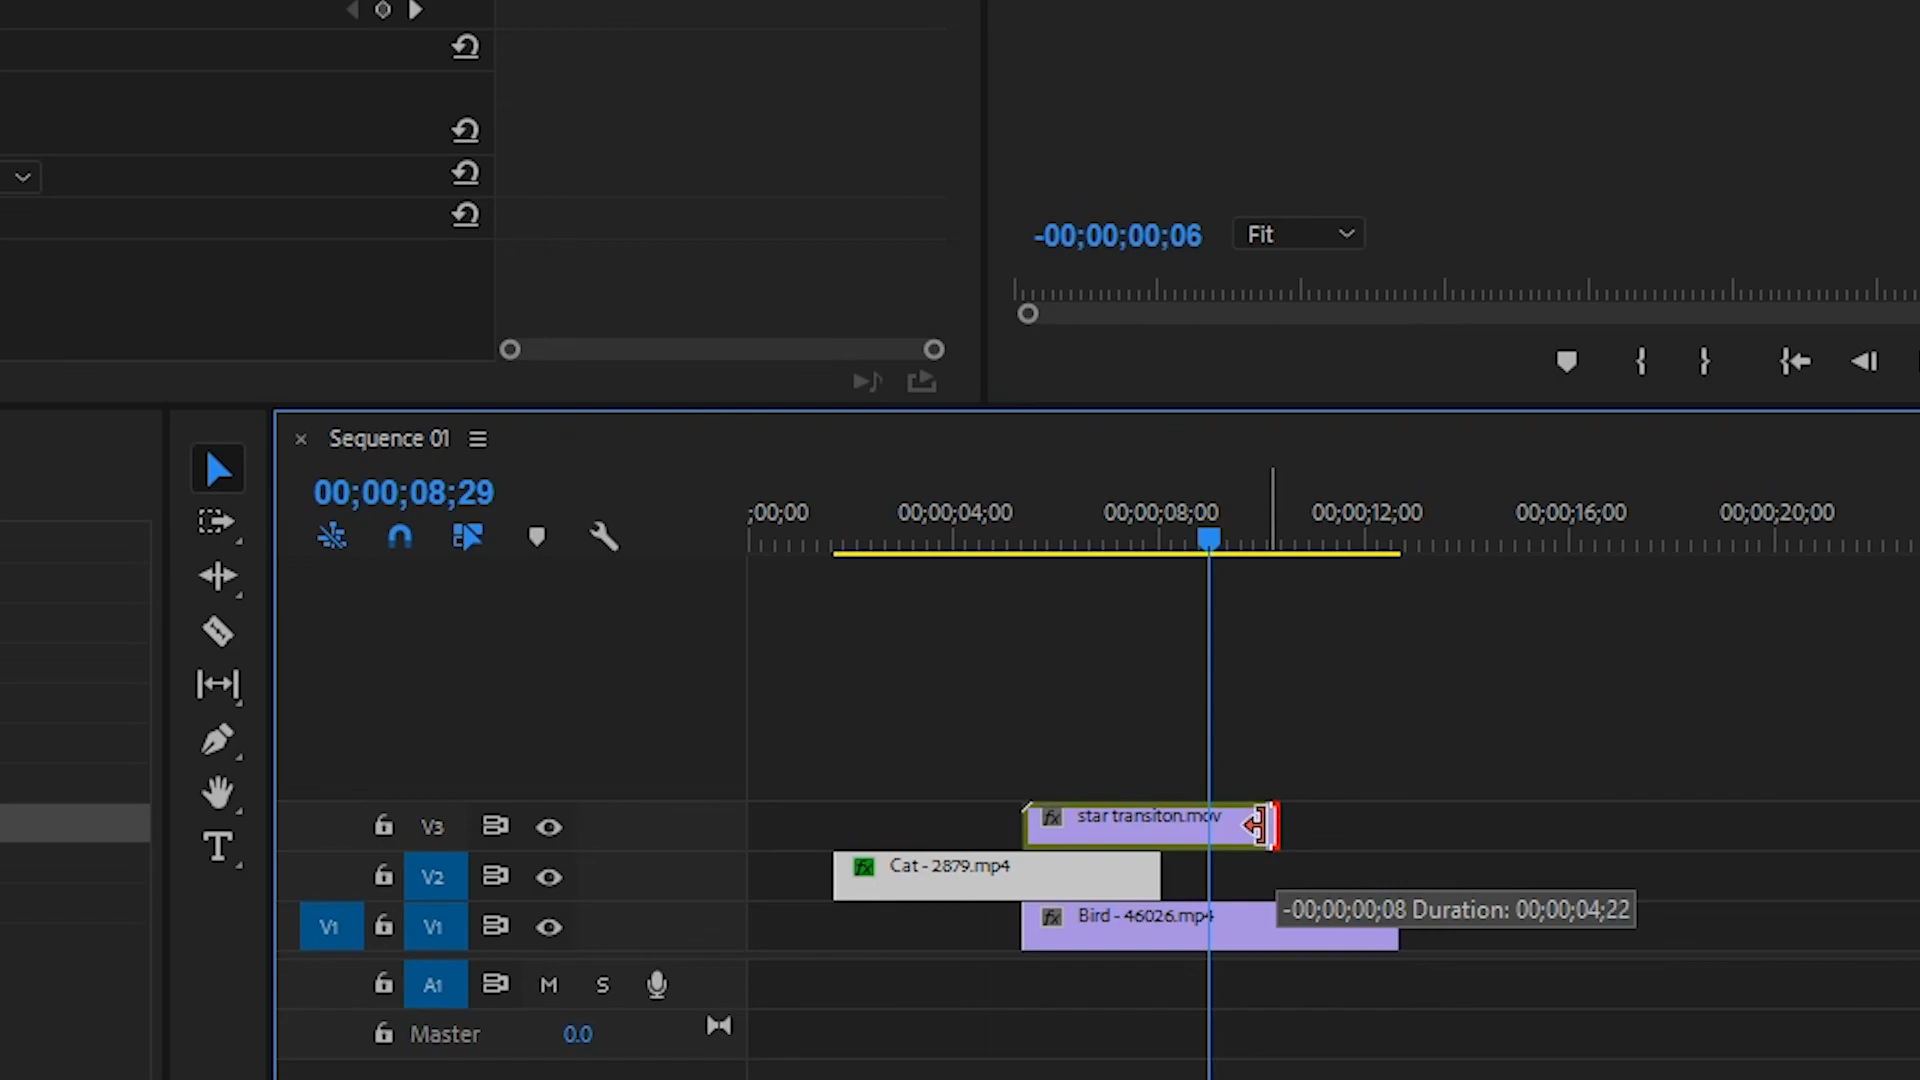 -00;00;00;06
Fit
Sequence 01
00;00;08;29
;00;00
00;00;04;00
00;00;08;00
00;00;12;00
00;00;16;00
00;00;20;00
V3
fx star transiton.mov
V2
fx Cat - 2879.mp4
V1
V1
fx Bird - 46026.mp4
-00;00;00;08 Duration: 00;00;04;22
A1
M
S
Master
0.0